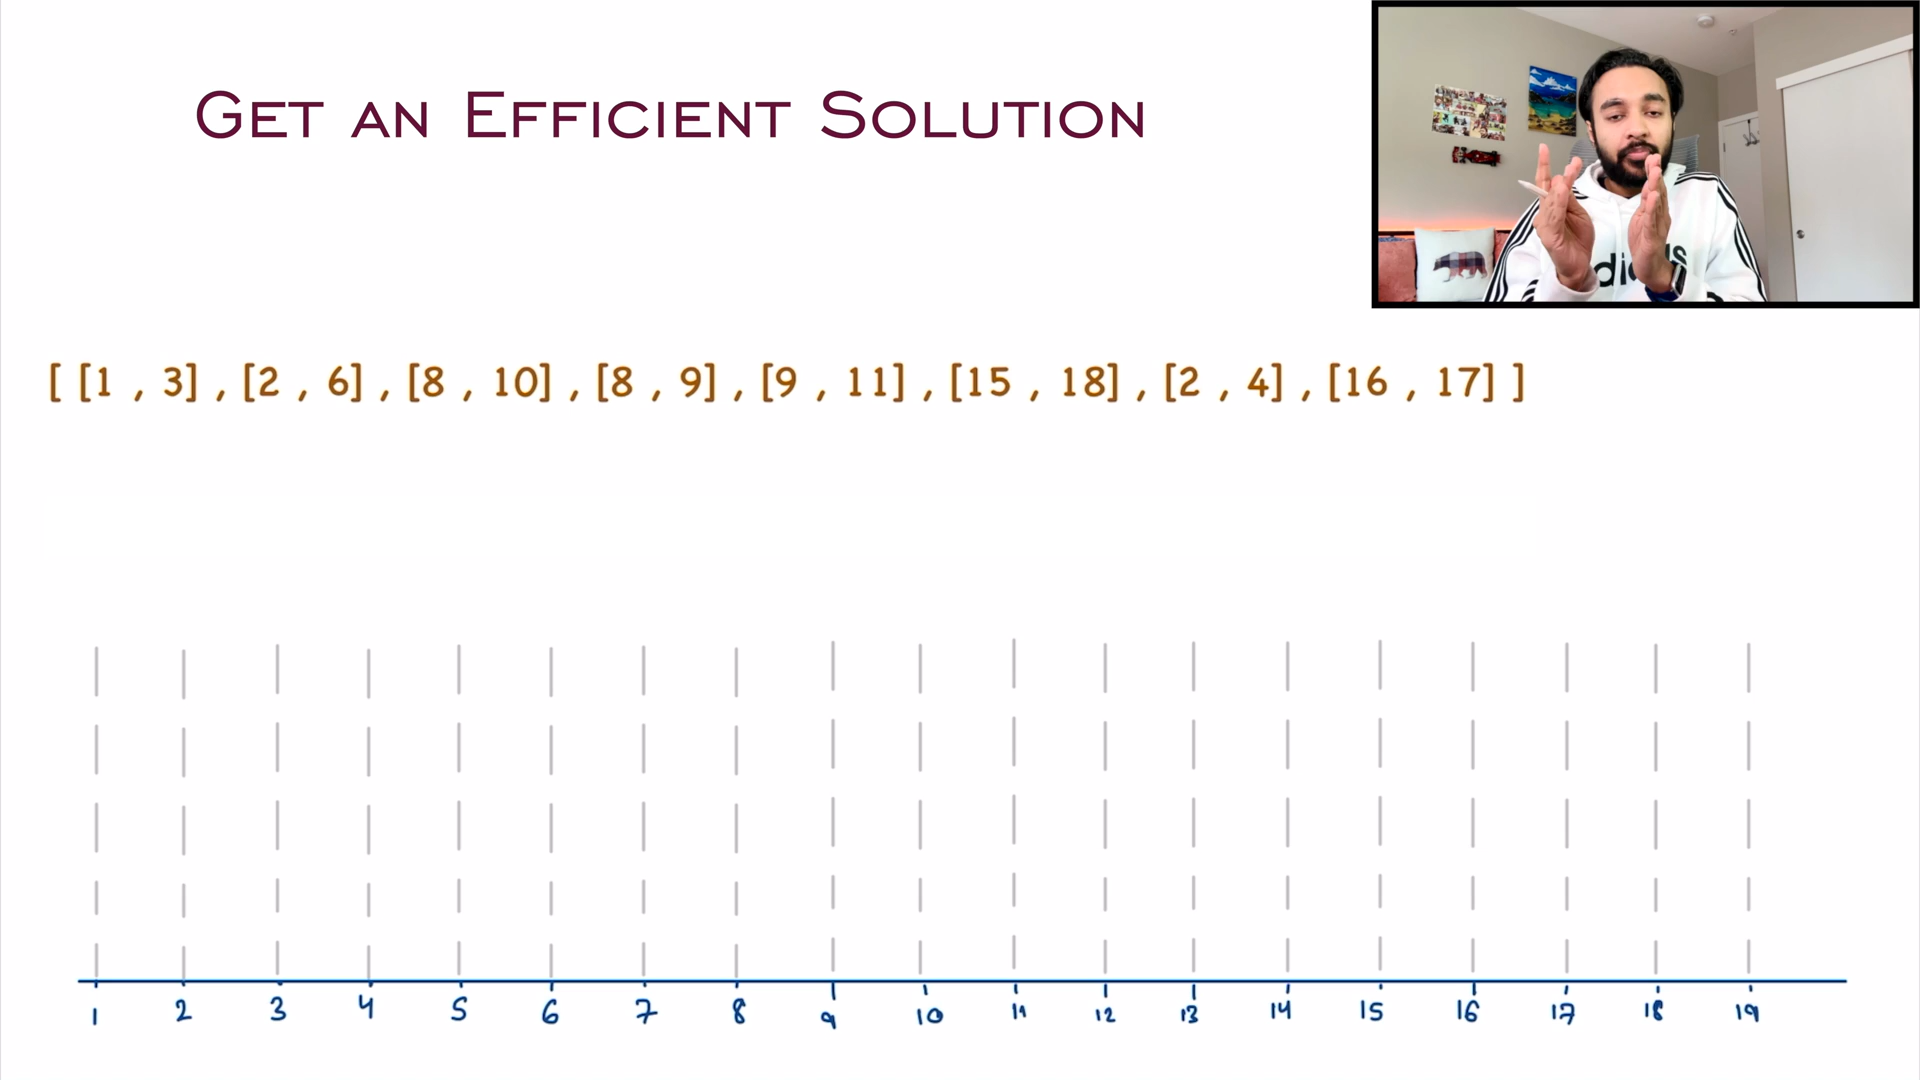 GET AN EFFICIENT SOLUTION
[ [1 , 3] , [2 , 6] , [8 , 10] , [8 , 9] , [9 , 11] , [15 , 18] , [2 , 4] , [16 , 17] ]
1 2 3 4 5 6 7 8 9 10 11 12 13 14 15 16 17 18 19